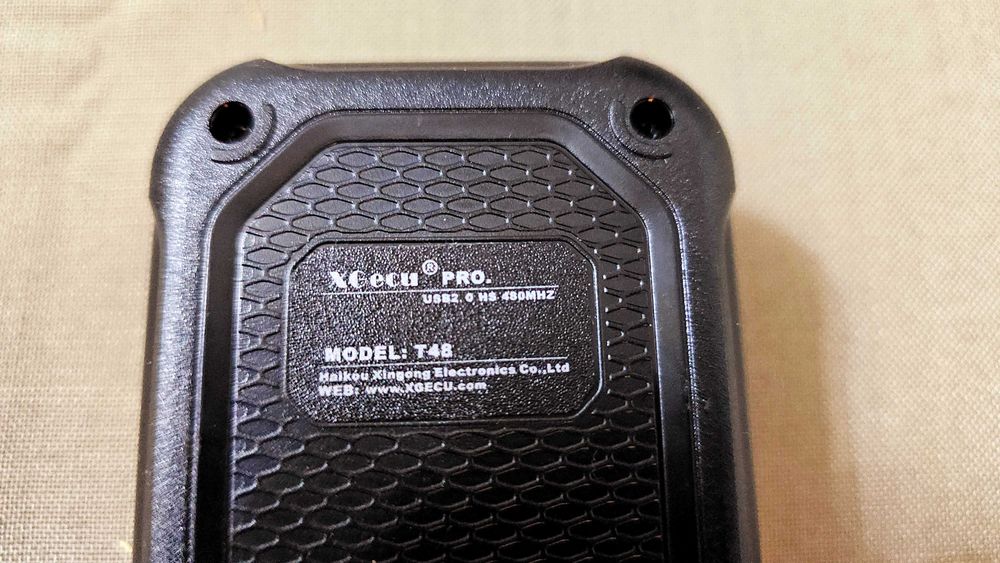 XGecu® PRO.
USB2.0 HS 480MHZ
MODEL: T48
Haikou Xingong Electronics Co.,Ltd
WEB: www.XGECU.com